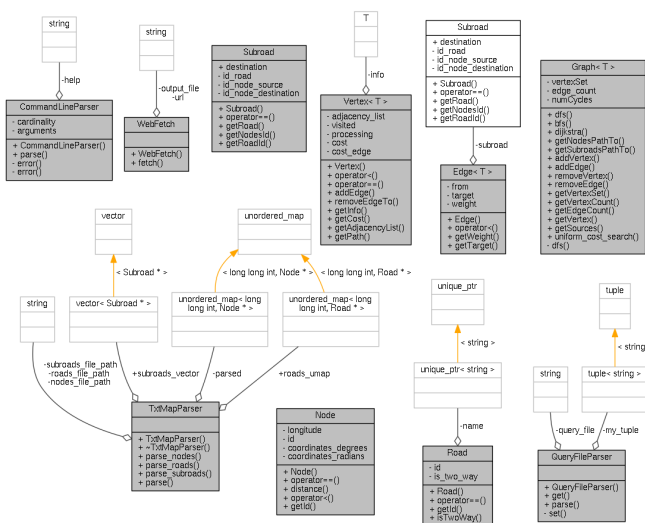 string
-help
CommandLineParser
- cardinality
- arguments
+ CommandLineParser()
+ parse()
- error()
- error()
string
-output_file
-url
WebFetch
+ WebFetch()
+ fetch()
Subroad
+ destination
- id_road
- id_node_source
- id_node_destination
+ Subroad()
+ operator==()
+ getRoad()
+ getNodesId()
+ getRoadId()
T
-info
Vertex< T >
- adjacency_list
- visited
- processing
- cost
- cost_edge
+ Vertex()
+ operator<()
+ operator==()
+ addEdge()
+ removeEdgeTo()
+ getInfo()
+ getCost()
+ getAdjacencyList()
+ getPath()
Subroad
+ destination
- id_road
- id_node_source
- id_node_destination
+ Subroad()
+ operator==()
+ getRoad()
+ getNodesId()
+ getRoadId()
-subroad
Edge< T >
- from
- target
- weight
+ Edge()
+ operator<()
+ getWeight()
+ getTarget()
Graph< T >
- vertexSet
- edge_count
- numCycles
+ dfs()
+ bfs()
+ dijkstra()
+ getNodesPathTo()
+ getSubroadsPathTo()
+ addVertex()
+ addEdge()
+ removeVertex()
+ removeEdge()
+ getVertexSet()
+ getVertexCount()
+ getEdgeCount()
+ getVertex()
+ getSources()
+ uniform_cost_search()
- dfs()
vector
unordered_map
< Subroad * >
< long long int, Node * >
< long long int, Road * >
string
vector< Subroad * >
unordered_map< long
long int, Node * >
unordered_map< long
long int, Road * >
-subroads_file_path
-roads_file_path
-nodes_file_path
+subroads_vector
-parsed
+roads_umap
TxtMapParser
+ TxtMapParser()
+ ~TxtMapParser()
+ parse_nodes()
+ parse_roads()
+ parse_subroads()
+ parse()
Node
- longitude
- id
- coordinates_degrees
- coordinates_radians
+ Node()
+ operator==()
+ distance()
+ operator<()
+ getId()
unique_ptr
< string >
unique_ptr< string >
-name
Road
- id
- is_two_way
+ Road()
+ operator==()
+ getId()
+ isTwoWay()
tuple
< string
string
tuple< string >
-query_file
-my_tuple
QueryFileParser
+ QueryFileParser()
+ get()
+ parse()
- set()